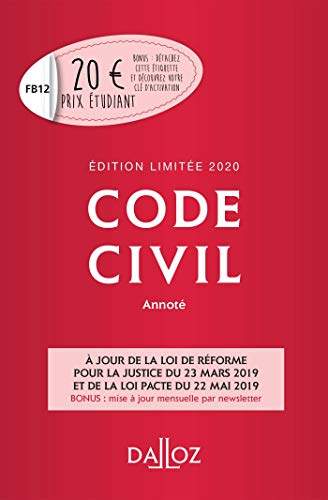 FB12
20 €
PRIX ÉTUDIANT
BONUS : DÉTACHEZ
CETTE ÉTIQUETTE
ET DÉCOUVREZ VOTRE
CLÉ D'ACTIVATION
ÉDITION LIMITÉE 2020
CODE
CIVIL
Annoté
À JOUR DE LA LOI DE RÉFORME
POUR LA JUSTICE DU 23 MARS 2019
ET DE LA LOI PACTE DU 22 MAI 2019
BONUS : mise à jour mensuelle par newsletter
DALLOZ